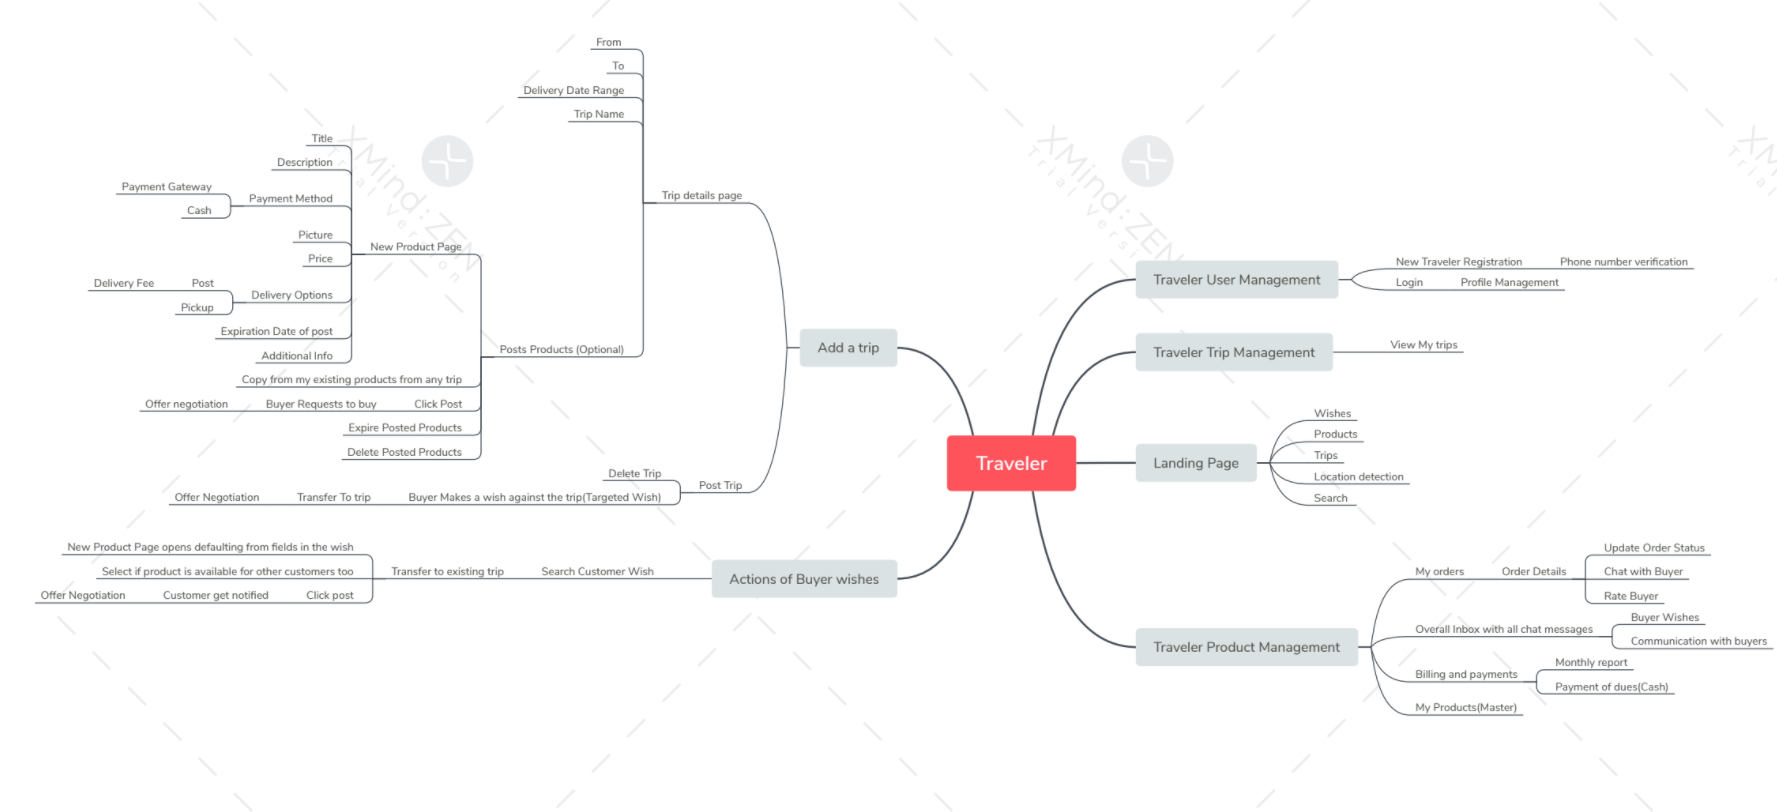 From
To
Delivery Date Range
Trip Name
Title
Description
Payment Gateway
Payment Method
Cash
Picture
Price
New Product Page
Delivery Fee
Post
Delivery Options
Pickup
Expiration Date of post
Additional Info
Posts Products (Optional)
Copy from my existing products from any trip
Offer negotiation
Buyer Requests to buy
Click Post
Expire Posted Products
Delete Posted Products
Trip details page
Add a trip
Delete Trip
Post Trip
Offer Negotiation
Transfer To trip
Buyer Makes a wish against the trip(Targeted Wish)
New Product Page opens defaulting from fields in the wish
Select if product is available for other customers too
Offer Negotiation
Customer get notified
Click post
Transfer to existing trip
Search Customer Wish
Actions of Buyer wishes
Traveler
Traveler User Management
New Traveler Registration
Phone number verification
Login
Profile Management
Traveler Trip Management
View My trips
Landing Page
Wishes
Products
Trips
Location detection
Search
Traveler Product Management
My orders
Order Details
Update Order Status
Chat with Buyer
Rate Buyer
Overall Inbox with all chat messages
Buyer Wishes
Communication with buyers
Billing and payments
Monthly report
Payment of dues(Cash)
My Products(Master)
XMind:ZEN
Trial Version
XMind:ZEN
Trial Version
XM
Tria